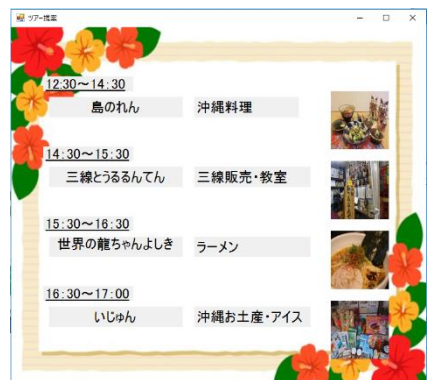 ツアー提案
12:30～14:30
島のれん 沖縄料理
14:30～15:30
三線とうるるんてん 三線販売・教室
15:30～16:30
世界の龍ちゃんよしき ラーメン
16:30～17:00
いじゅん 沖縄お土産・アイス